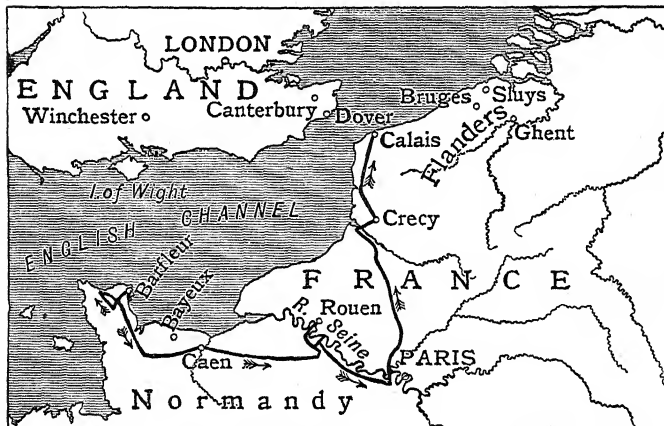 LONDON
ENGLAND
Winchester
Canterbury
Dover
Bruges
Sluys
Flanders
Ghent
Calais
I. of Wight
ENGLISH CHANNEL
Crecy
Barfleur
Bayeux
FRANCE
R. Seine
Rouen
Caen
PARIS
Normandy